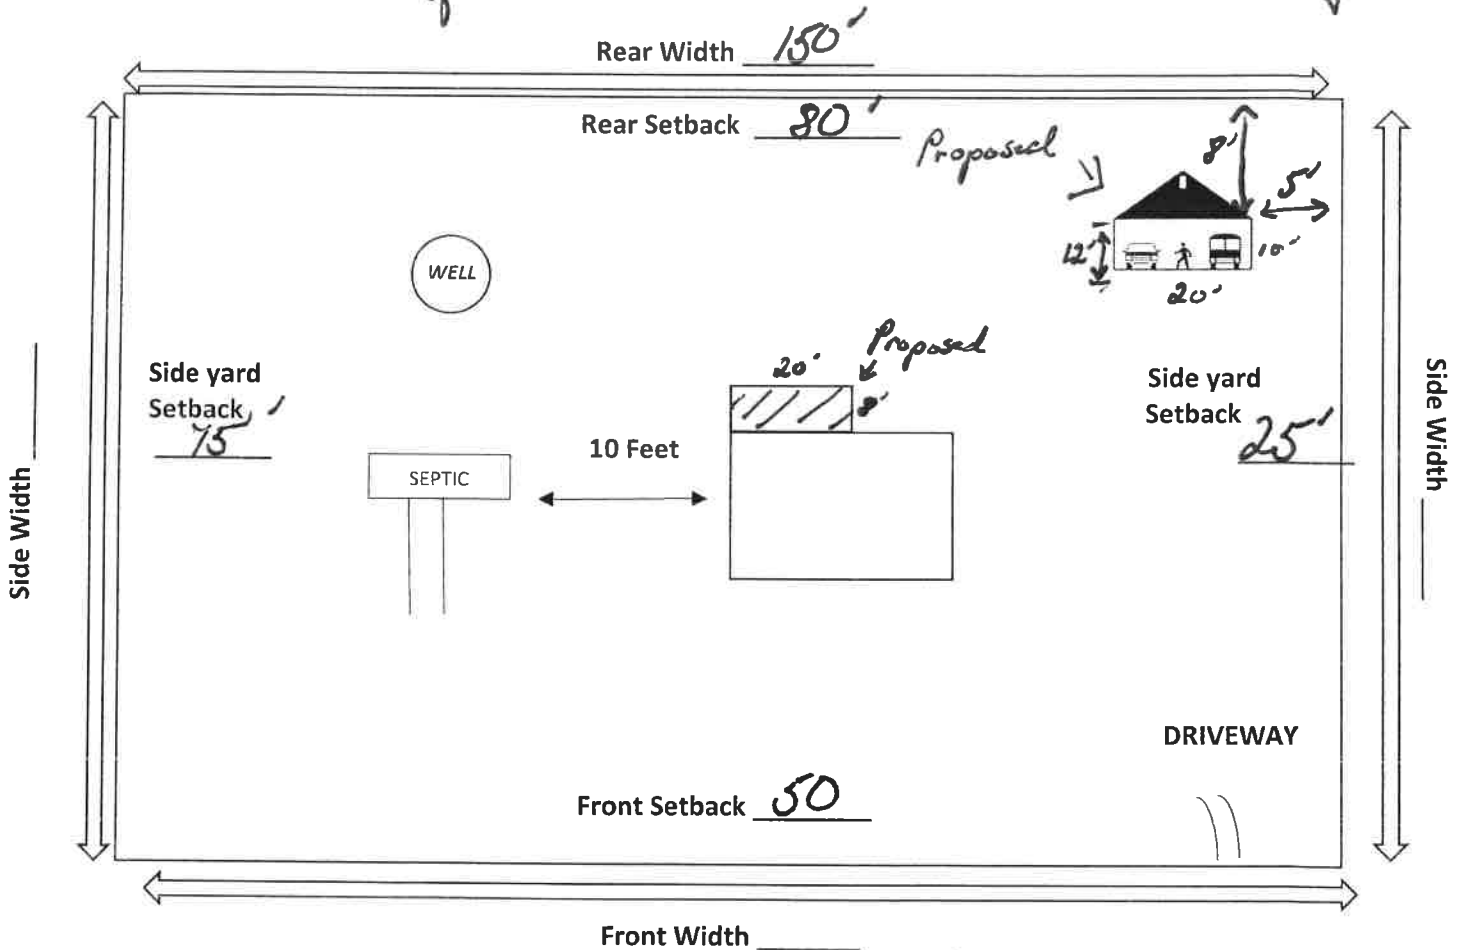 Rear Width 150'
Rear Setback 80'
Proposed
8'
5'
12'
10'
20'
WELL
Proposed
20'
8'
Side yard
Setback
75'
Side yard
Setback
25'
10 Feet
SEPTIC
Side Width
Side Width
DRIVEWAY
Front Setback 50
Front Width